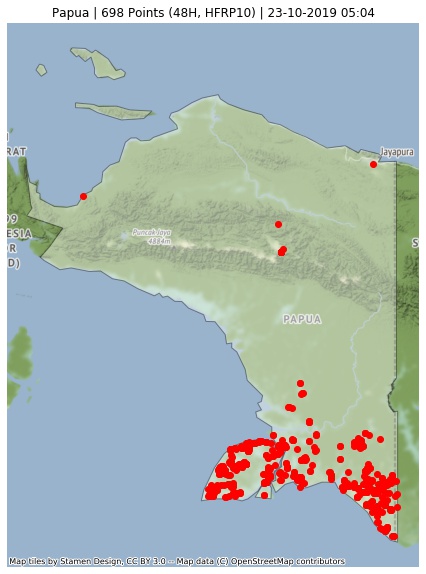 Papua | 698 Points (48H, HFRP10) | 23-10-2019 05:04
Jayapura
RAT
99
ESIA
R
D)
Puncak Jaya
4884m
S
PAPUA
Map tiles by Stamen Design, CC BY 3.0 -- Map data (C) OpenStreetMap contributors